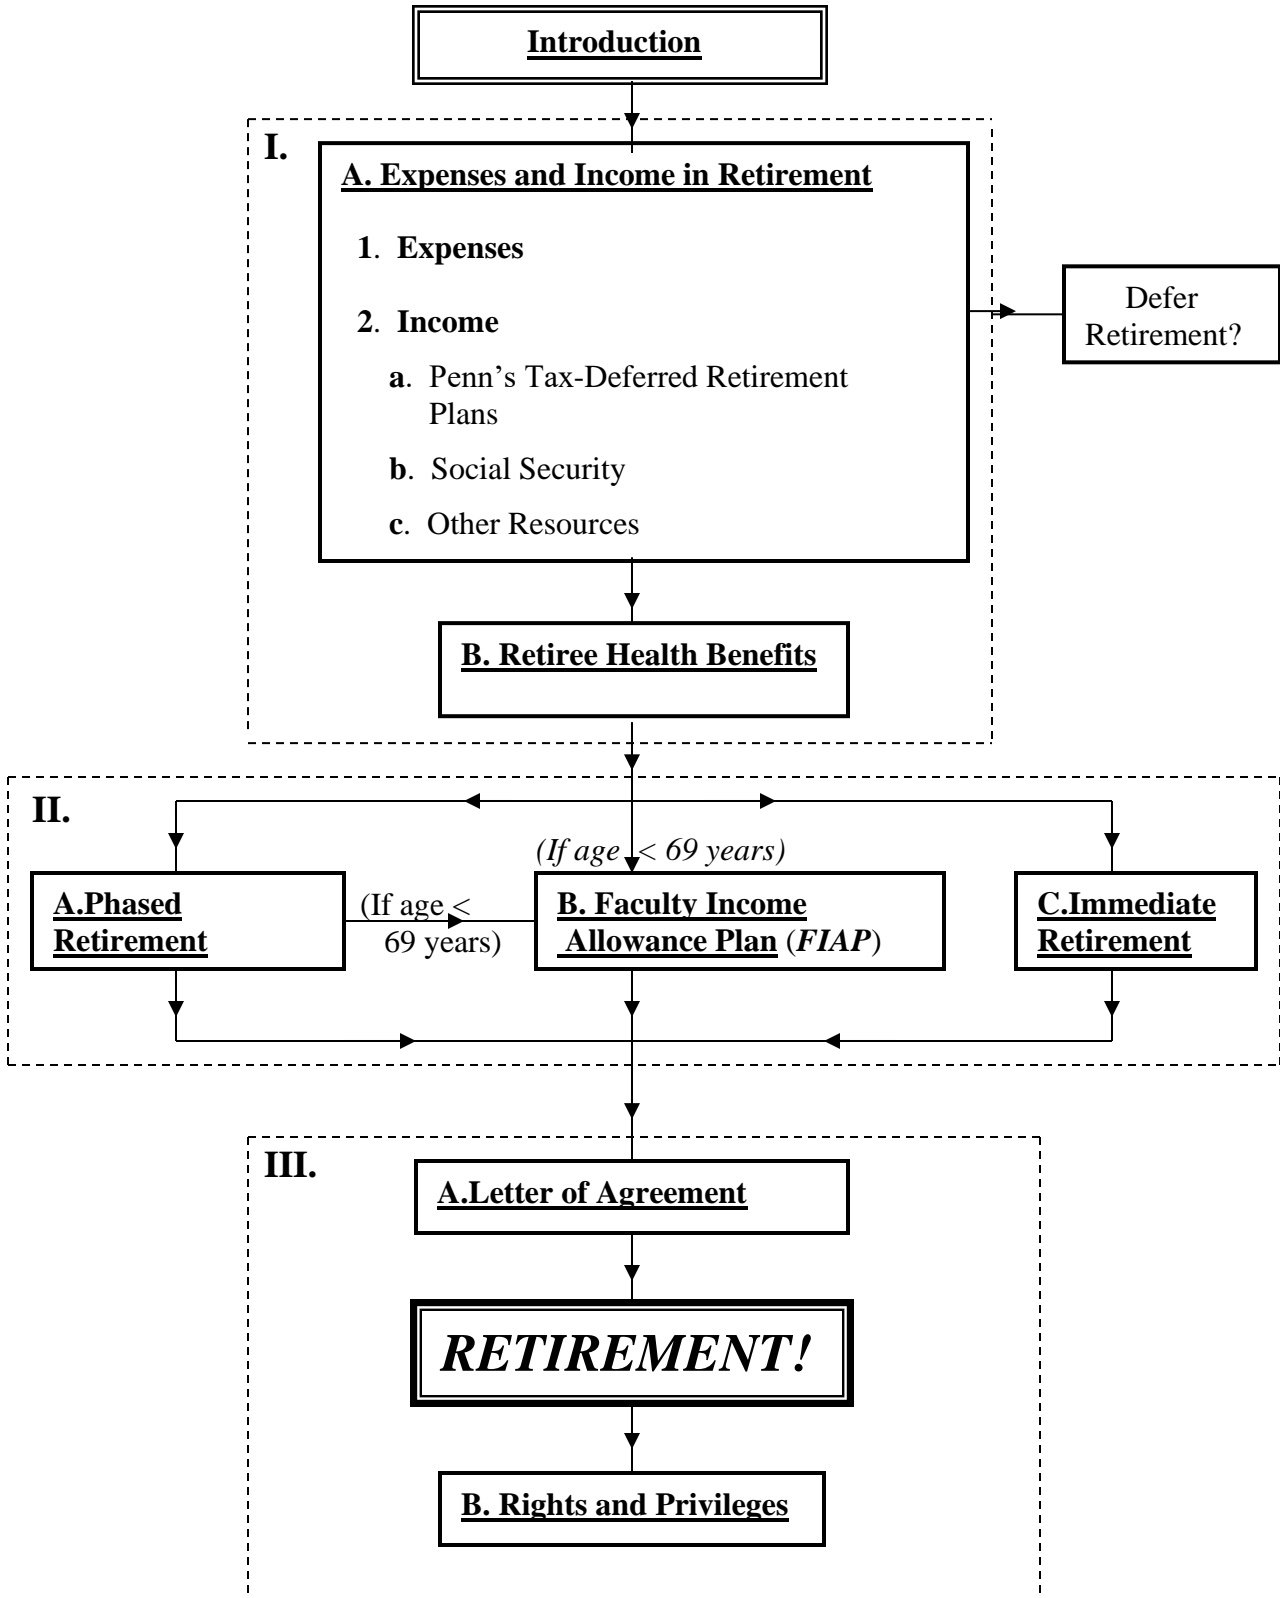 Introduction
I.
A. Expenses and Income in Retirement
1. Expenses
2. Income
a. Penn’s Tax-Deferred Retirement
Plans
b. Social Security
c. Other Resources
Defer
Retirement?
B. Retiree Health Benefits
II.
(If age < 69 years)
A.Phased
Retirement
(If age <
69 years)
B. Faculty Income
Allowance Plan (FIAP)
C.Immediate
Retirement
III.
A.Letter of Agreement
RETIREMENT!
B. Rights and Privileges